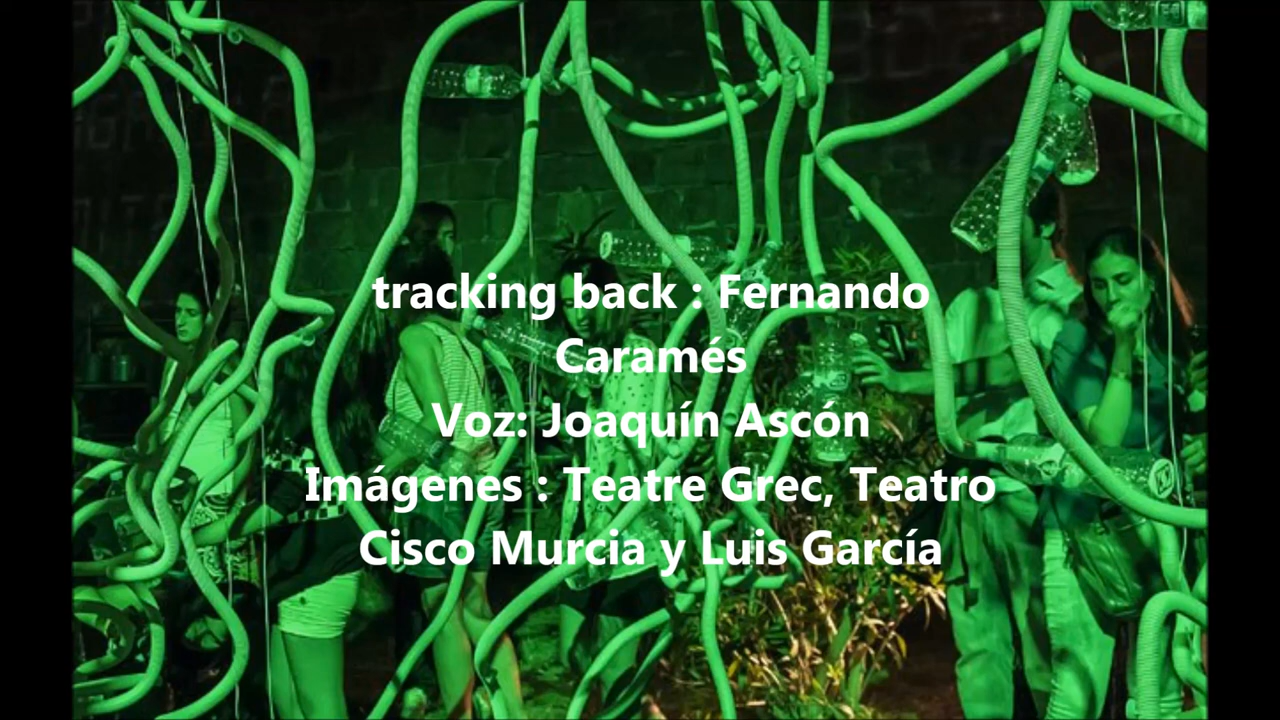 tracking back : Fernando
Caramés
Voz: Joaquín Ascón
Imágenes : Teatre Grec, Teatro
Cisco Murcia y Luis García